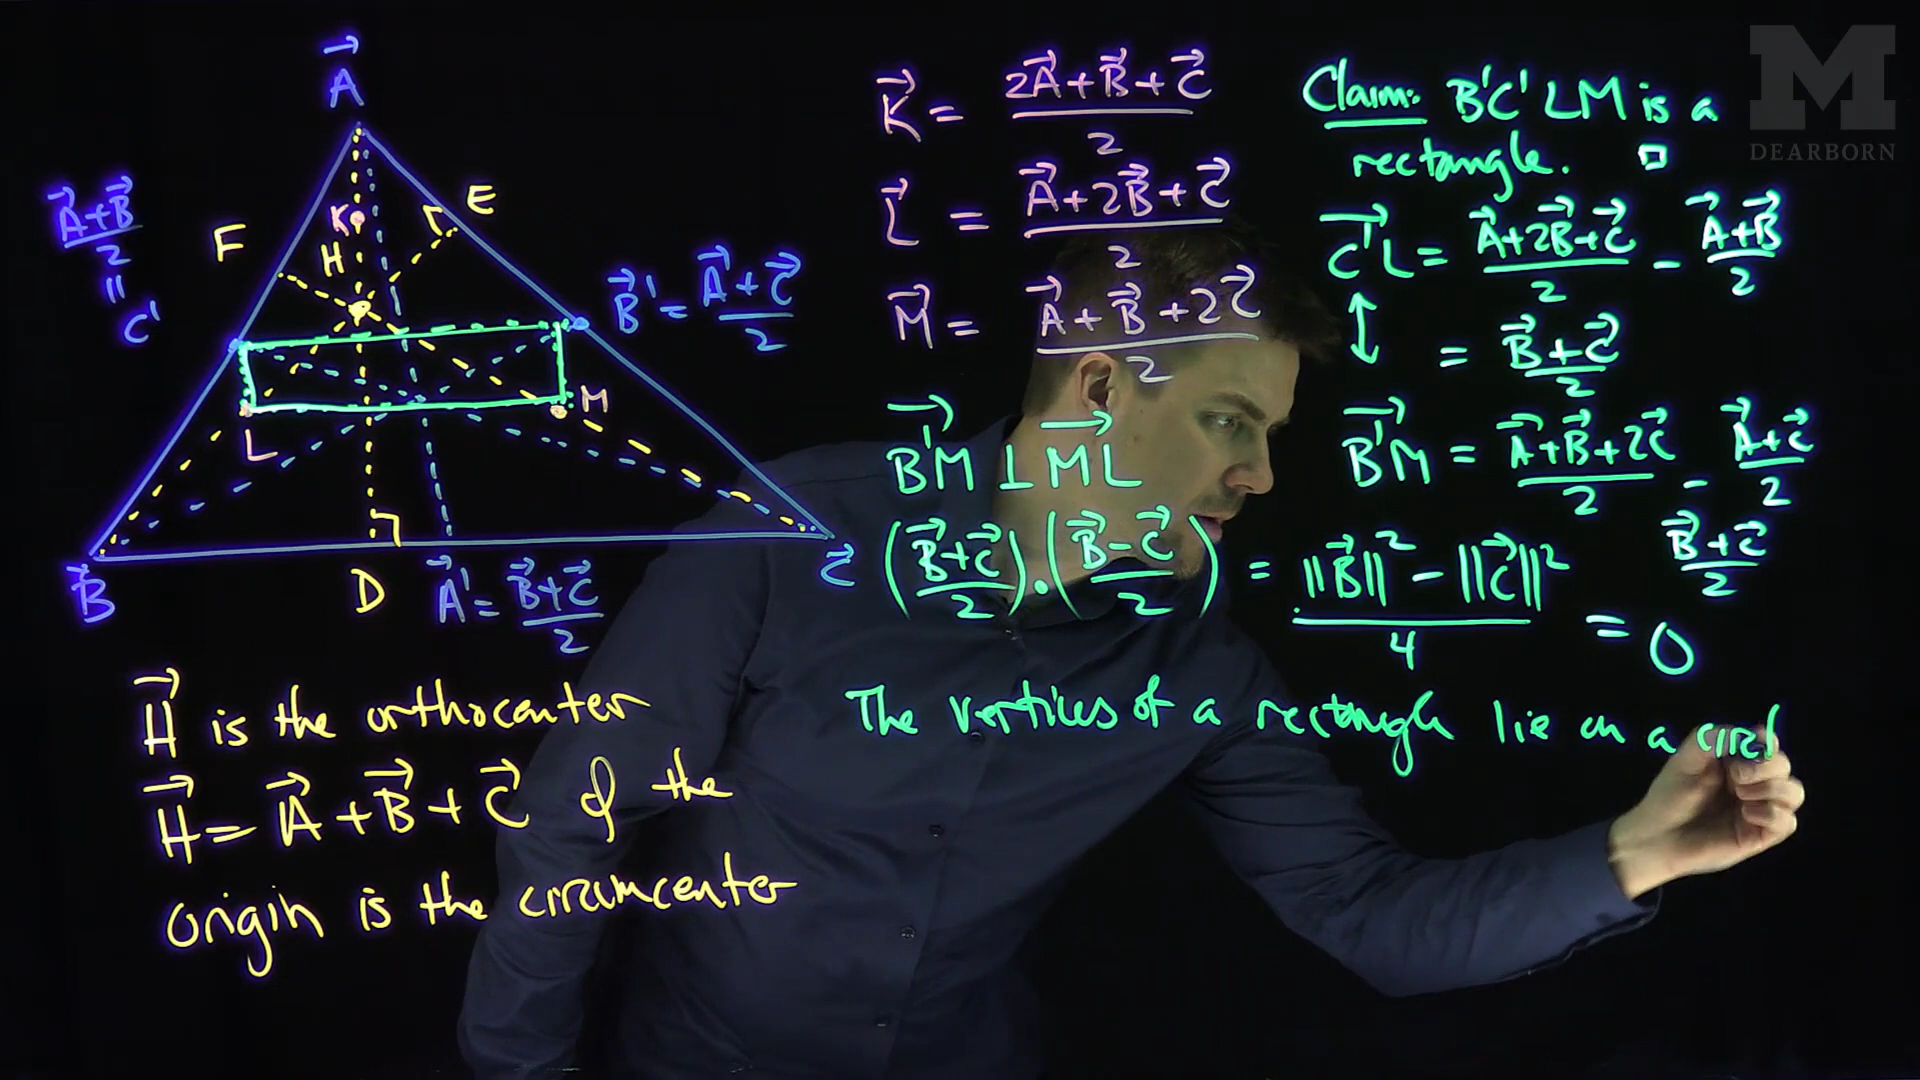 A⃗
(A⃗+B⃗)/2
=
C'
F
K
H
E
B⃗' = (A⃗+C⃗)/2
L
M
B⃗
D
A⃗' = (B⃗+C⃗)/2
C⃗
H⃗ is the orthocenter
H⃗ = A⃗ + B⃗ + C⃗ & the
origin is the circumcenter
K⃗ = (2A⃗+B⃗+C⃗)/2
L⃗ = (A⃗+2B⃗+C⃗)/2
M⃗ = (A⃗+B⃗+2C⃗)/2
B'M⃗ ⊥ ML⃗
((B⃗+C⃗)/2)·((B⃗-C⃗)/2) = (||B⃗||² - ||C⃗||²)/4 = 0
The vertices of a rectangle lie on a circl
Claim: B'C'LM is a
rectangle. □
C'L⃗ = (A⃗+2B⃗+C⃗)/2 - (A⃗+B⃗)/2
↕ = (B⃗+C⃗)/2
B'M⃗ = (A⃗+B⃗+2C⃗)/2 - (A⃗+C⃗)/2
(B⃗+C⃗)/2
M
DEARBORN